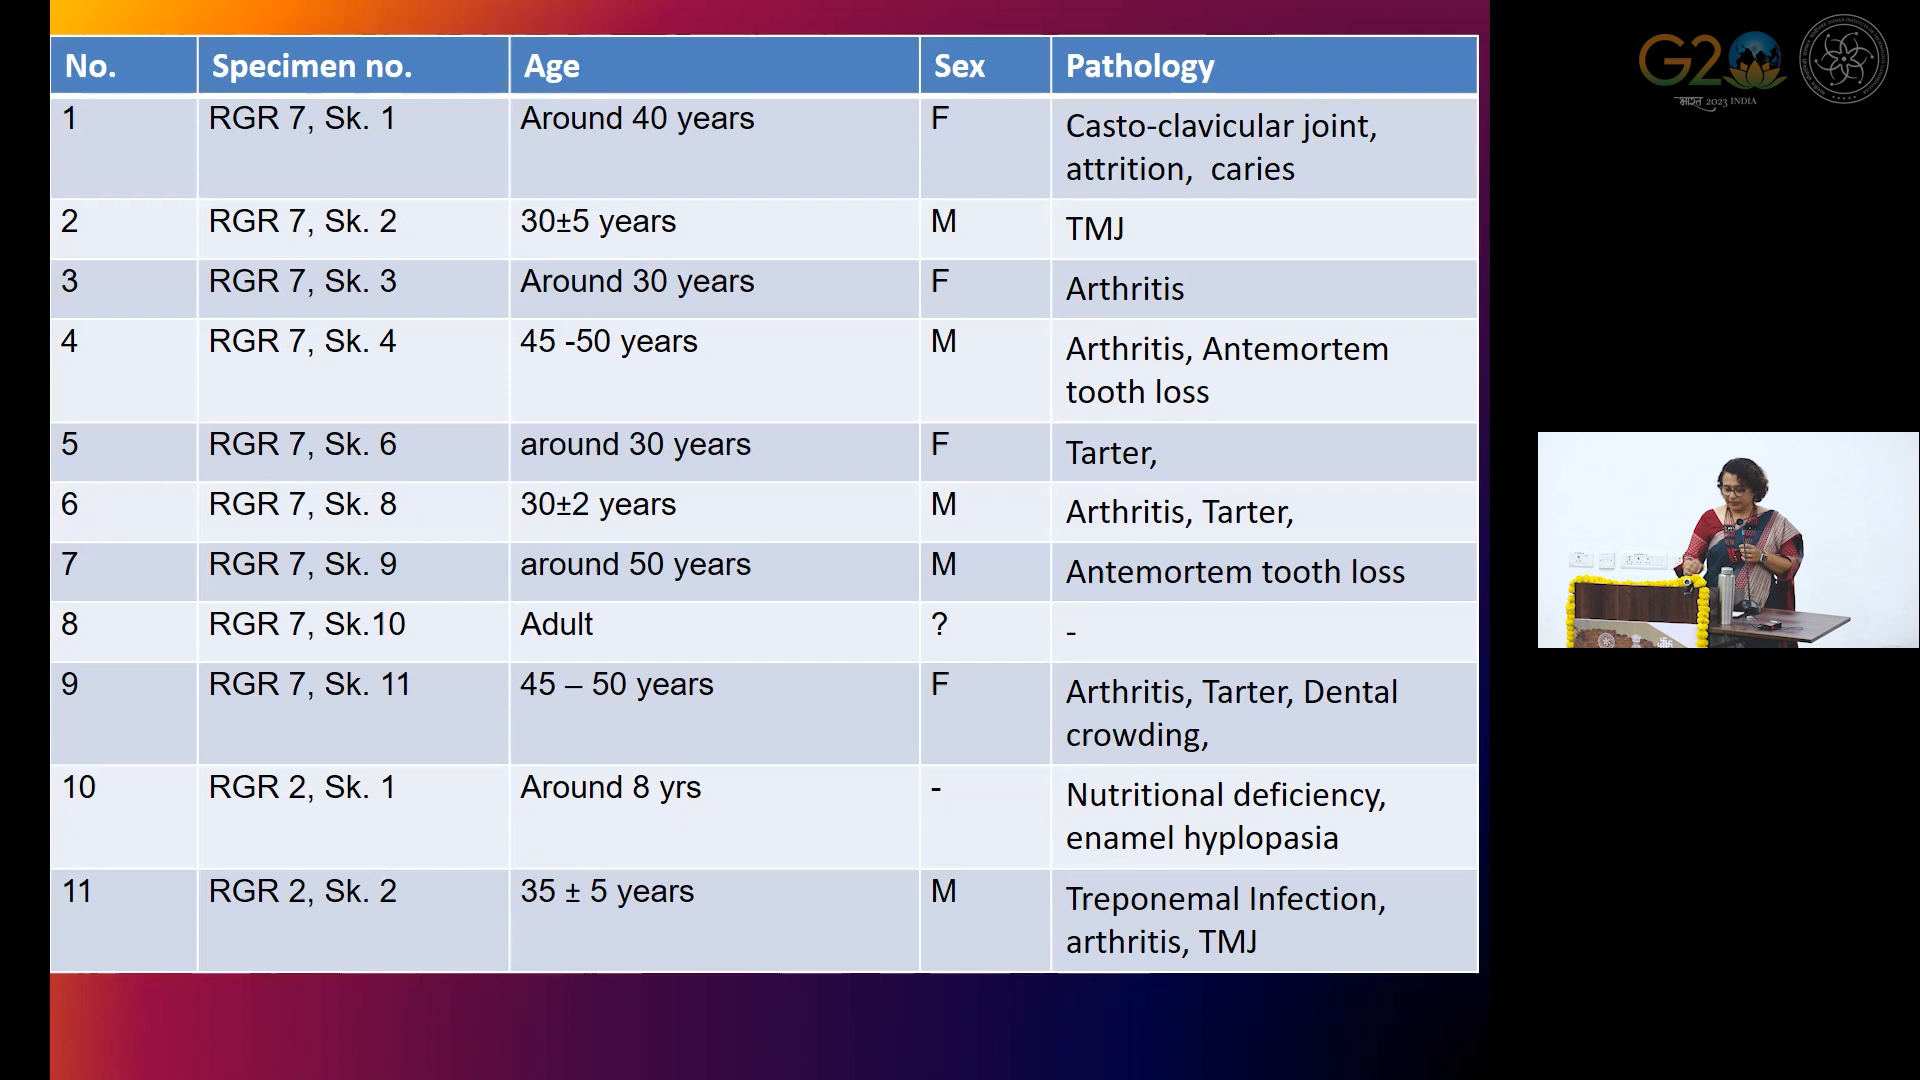 No. Specimen no. Age Sex Pathology
1 RGR 7, Sk. 1 Around 40 years F Casto-clavicular joint,
attrition, caries
2 RGR 7, Sk. 2 30±5 years M TMJ
3 RGR 7, Sk. 3 Around 30 years F Arthritis
4 RGR 7, Sk. 4 45 -50 years M Arthritis, Antemortem
tooth loss
5 RGR 7, Sk. 6 around 30 years F Tarter,
6 RGR 7, Sk. 8 30±2 years M Arthritis, Tarter,
7 RGR 7, Sk. 9 around 50 years M Antemortem tooth loss
8 RGR 7, Sk.10 Adult ? -
9 RGR 7, Sk. 11 45 – 50 years F Arthritis, Tarter, Dental
crowding,
10 RGR 2, Sk. 1 Around 8 yrs - Nutritional deficiency,
enamel hyplopasia
11 RGR 2, Sk. 2 35 ± 5 years M Treponemal Infection,
arthritis, TMJ
G20
भारत 2023 INDIA